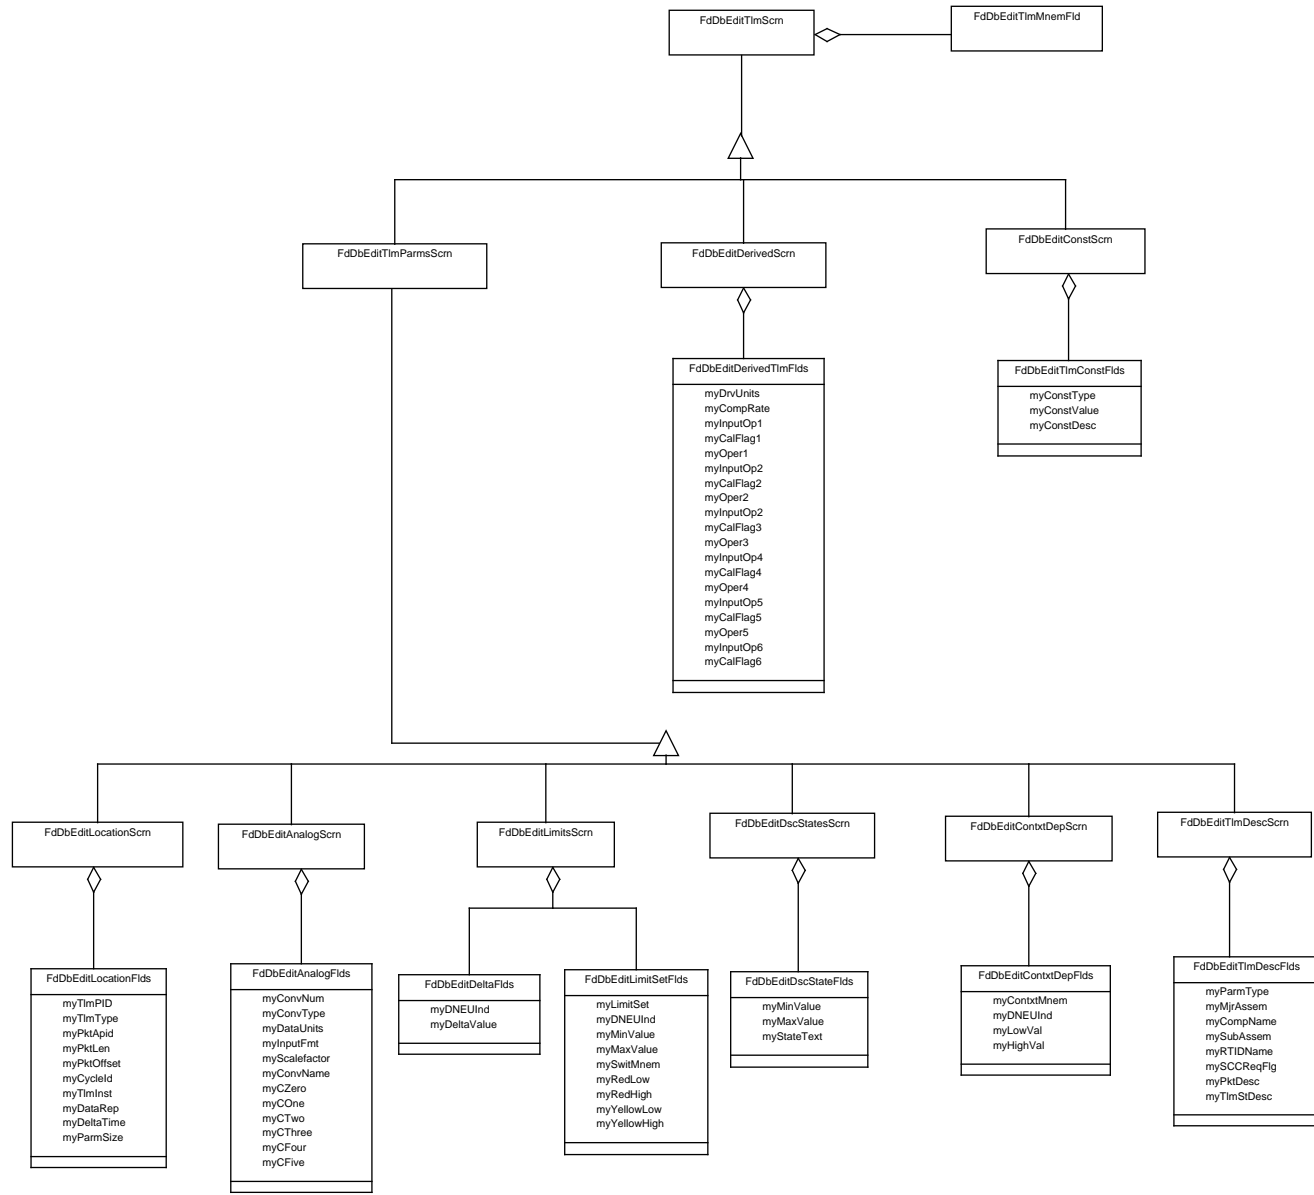 FdDbEditTlmScrn
FdDbEditTlmMnemFld
FdDbEditTlmParmsScrn
FdDbEditDerivedScrn
FdDbEditConstScrn
FdDbEditDerivedTlmFlds
myDrvUnits
myCompRate
myInputOp1
myCalFlag1
myOper1
myInputOp2
myCalFlag2
myOper2
myInputOp2
myCalFlag3
myOper3
myInputOp4
myCalFlag4
myOper4
myInputOp5
myCalFlag5
myOper5
myInputOp6
myCalFlag6
FdDbEditTlmConstFlds
myConstType
myConstValue
myConstDesc
FdDbEditLocationScrn
FdDbEditAnalogScrn
FdDbEditLimitsScrn
FdDbEditDscStatesScrn
FdDbEditContxtDepScrn
FdDbEditTlmDescScrn
FdDbEditLocationFlds
myTlmPID
myTlmType
myPktApid
myPktLen
myPktOffset
myCycleId
myTlmInst
myDataRep
myDeltaTime
myParmSize
FdDbEditAnalogFlds
myConvNum
myConvType
myDataUnits
myInputFmt
myScalefactor
myConvName
myCZero
myCOne
myCTwo
myCThree
myCFour
myCFive
FdDbEditDeltaFlds
myDNEUInd
myDeltaValue
FdDbEditLimitSetFlds
myLimitSet
myDNEUInd
myMinValue
myMaxValue
mySwitMnem
myRedLow
myRedHigh
myYellowLow
myYellowHigh
FdDbEditDscStateFlds
myMinValue
myMaxValue
myStateText
FdDbEditContxtDepFlds
myContxtMnem
myDNEUInd
myLowVal
myHighVal
FdDbEditTlmDescFlds
myParmType
myMjrAssem
myCompName
mySubAssem
myRTIDName
mySCCReqFlg
myPktDesc
myTlmStDesc